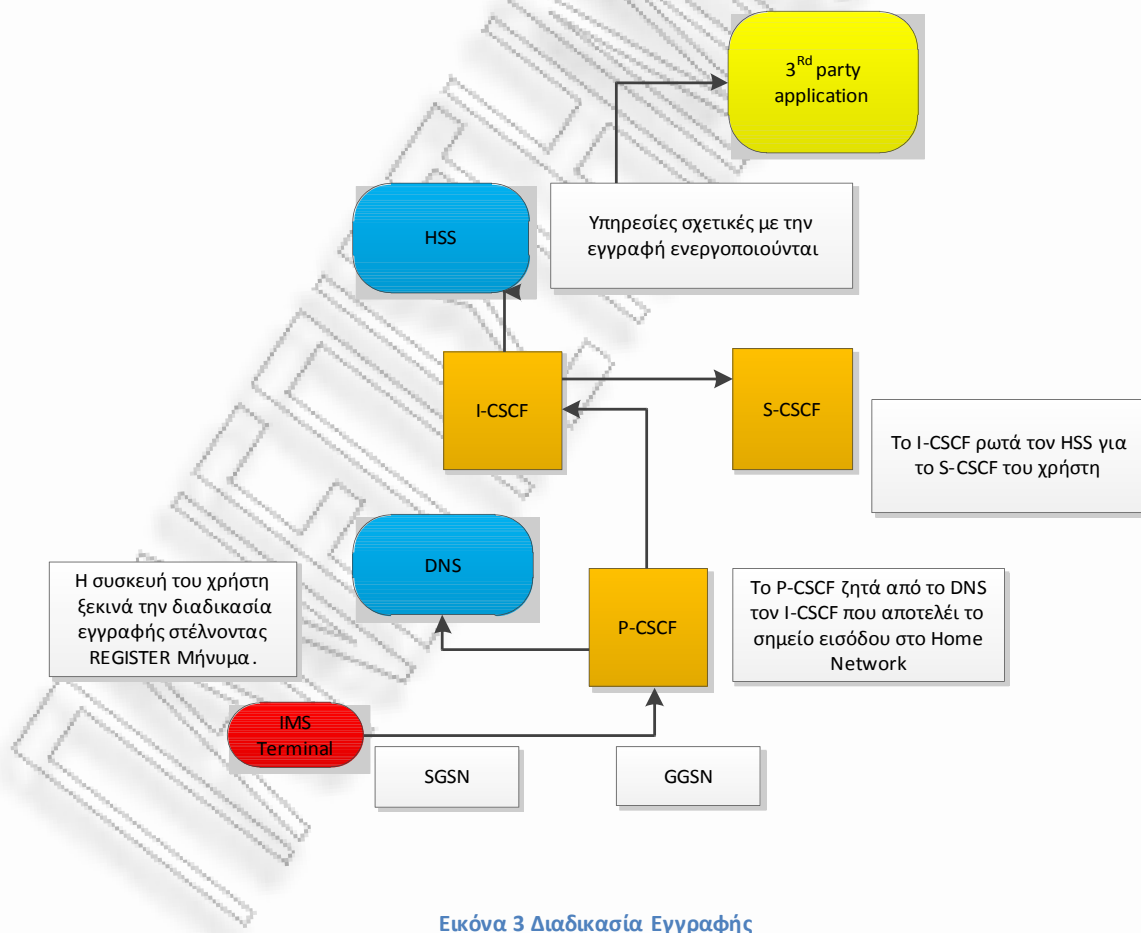 3Rd party
application
HSS
Υπηρεσίες σχετικές με την
εγγραφή ενεργοποιούνται
I-CSCF
S-CSCF
Το I-CSCF ρωτά τον HSS για
το S-CSCF του χρήστη
DNS
Η συσκευή του χρήστη
ξεκινά την διαδικασία
εγγραφής στέλνοντας
REGISTER Μήνυμα.
P-CSCF
Το P-CSCF ζητά από το DNS
τον I-CSCF που αποτελέι το
σημείο εισόδου στο Home
Network
IMS
Terminal
SGSN
GGSN
Εικόνα 3 Διαδικασία Εγγραφής